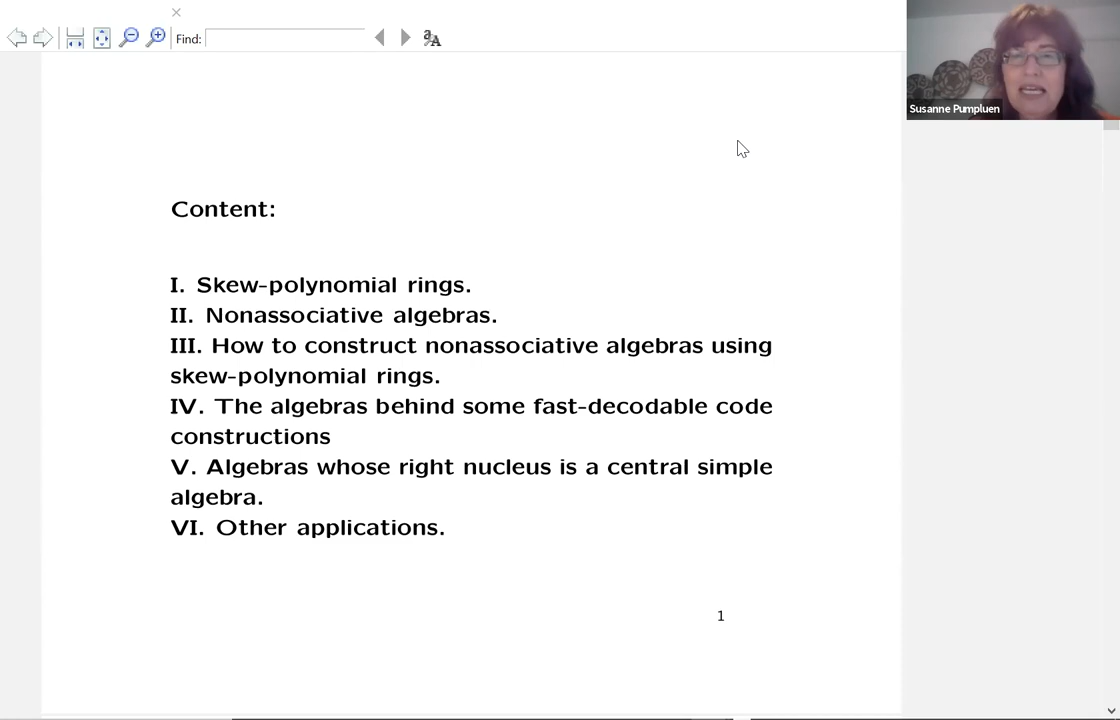 Find:
Susanne Pumpluen
Content:
I. Skew-polynomial rings.
II. Nonassociative algebras.
III. How to construct nonassociative algebras using
skew-polynomial rings.
IV. The algebras behind some fast-decodable code
constructions
V. Algebras whose right nucleus is a central simple
algebra.
VI. Other applications.
1